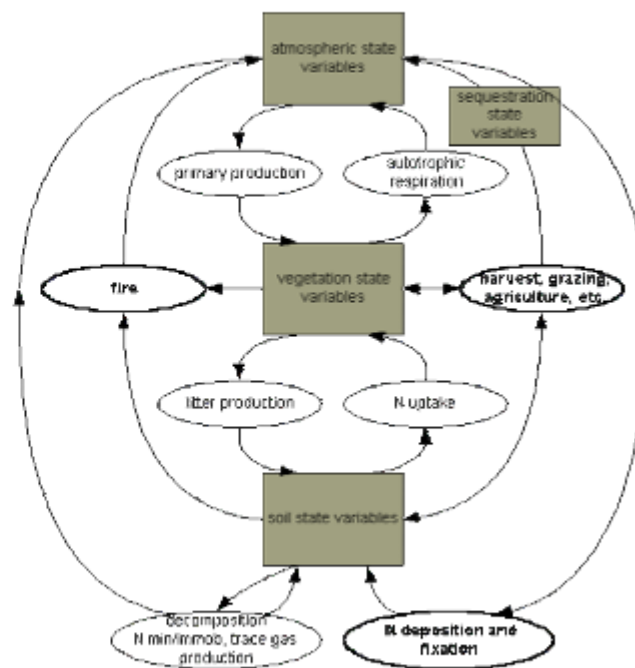 atmospheric state
variables
sequestration
state
variables
primary production
autotrophic
respiration
vegetation state
variables
fire
harvest, grazing,
agrisulture, etc
litter production
N uptake
soil state variables
decomposition
N min/immob, trace gas
production
N deposition and
fixation